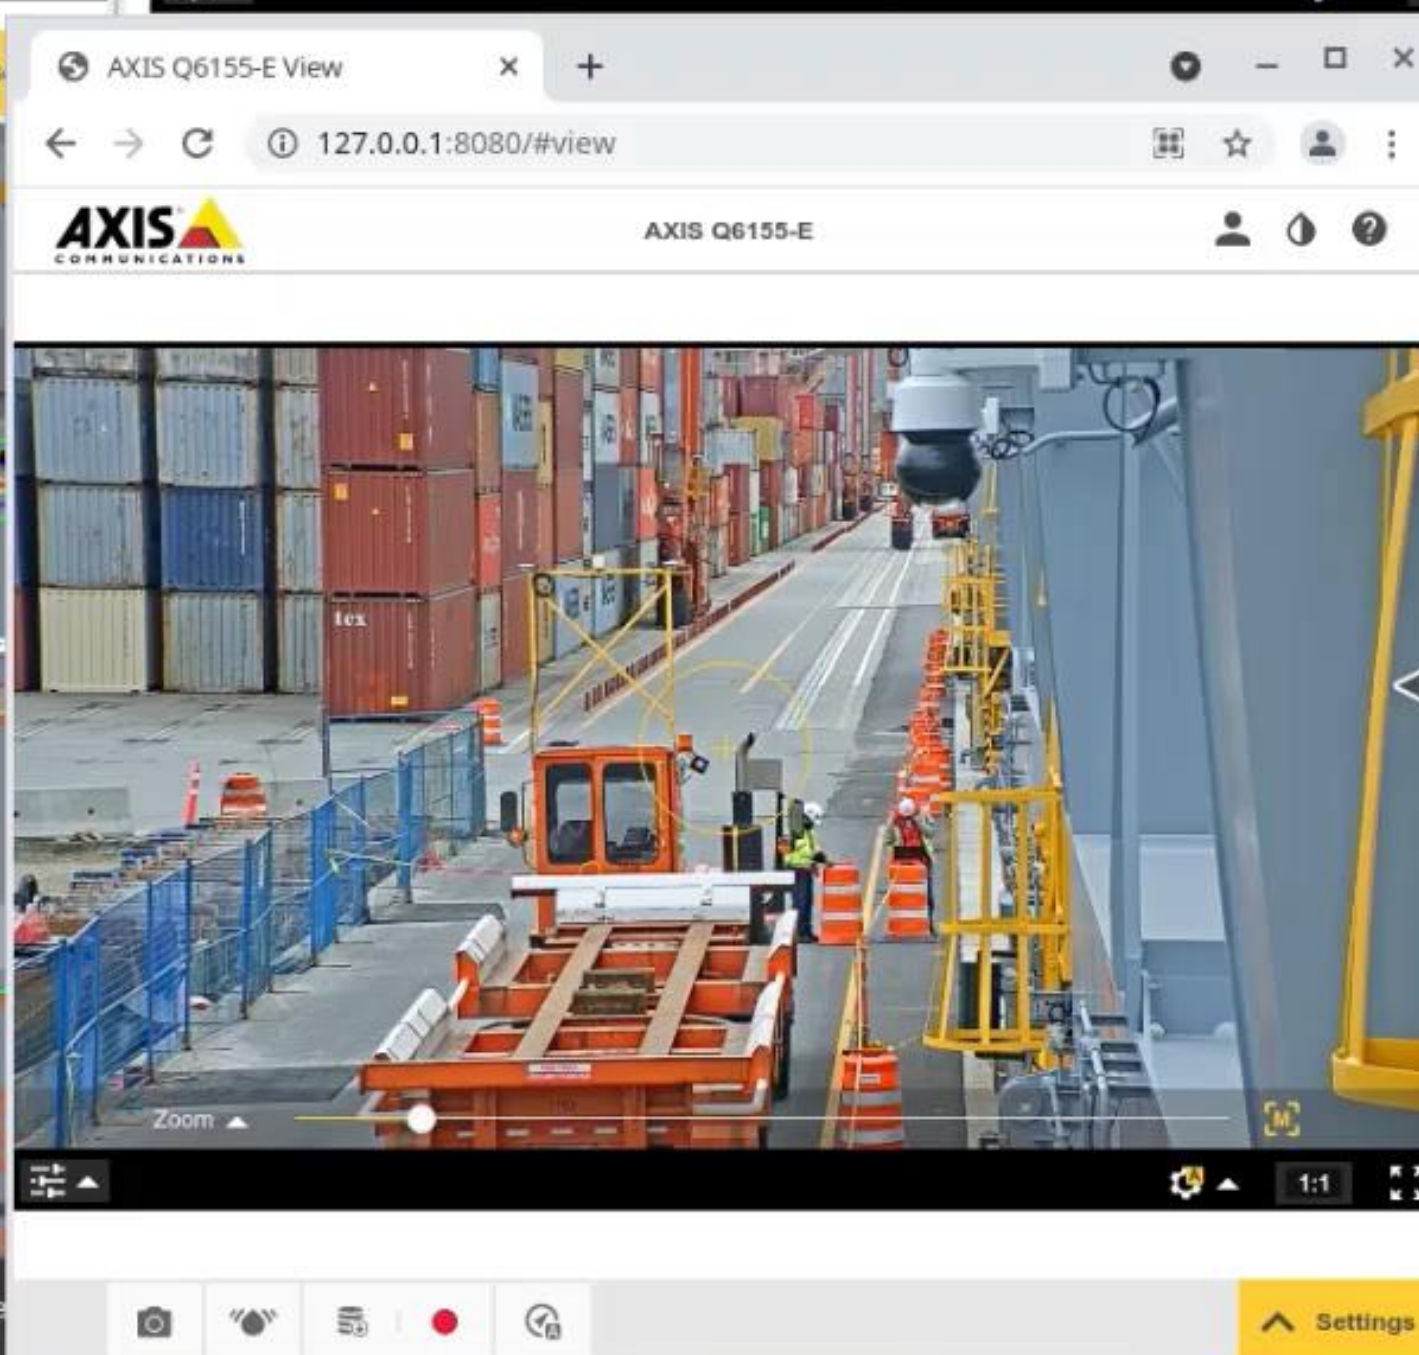 AXIS Q6155-E View
127.0.0.1:8080/#view
AXIS
COMMUNICATIONS
AXIS Q6155-E
tex
Zoom
M
A
1:1
Settings